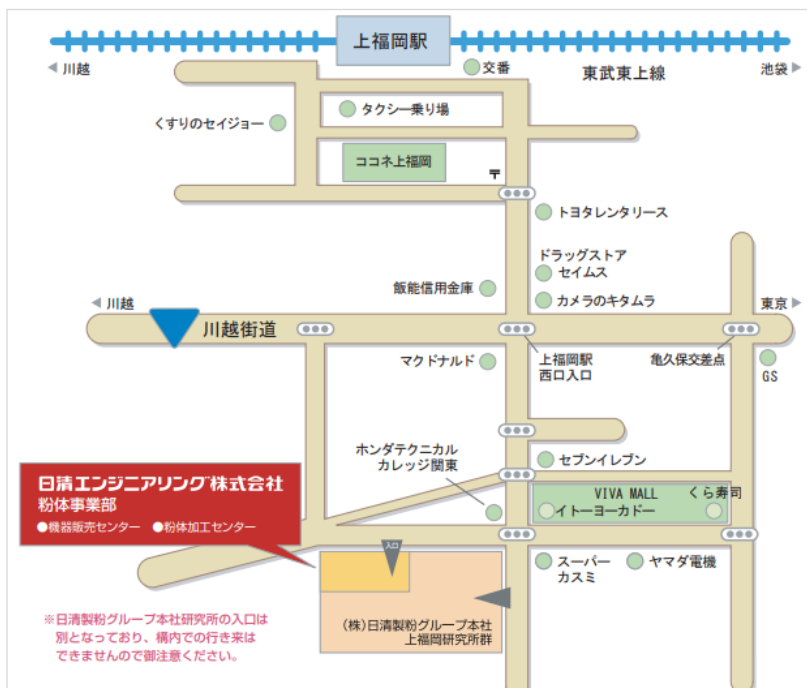 上福岡駅
川越
交番
東武東上線
池袋
くすりのセイジョー
タクシー乗り場
ココネ上福岡
〒
トヨタレンタリース
ドラッグストア
セイムス
飯能信用金庫
カメラのキタムラ
川越
東京
川越街道
マクドナルド
上福岡駅
西口入口
亀久保交差点
GS
ホンダテクニカル
カレッジ関東
セブンイレブン
日清エンジニアリング株式会社
粉体事業部
●機器販売センター ●粉体加工センター
VIVA MALL
くら寿司
イトーヨーカドー
入口
スーパー
カスミ
ヤマダ電機
※日清製粉グループ本社研究所の入口は
別となっており、構内での行き来は
できませんので御注意ください。
(株)日清製粉グループ本社
上福岡研究所群